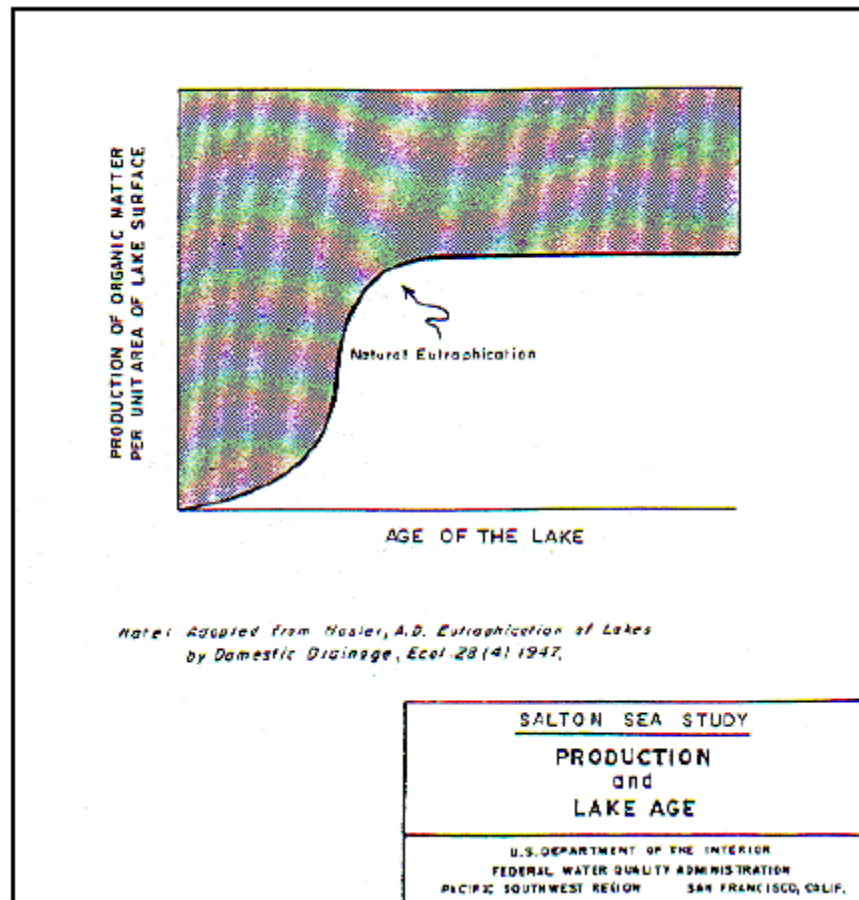 PRODUCTION OF ORGANIC MATTER
PER UNIT AREA OF LAKE SURFACE
Natural Eutraphication
AGE OF THE LAKE
Note: Adopted from Hasler, A.D. Eutrophication of Lakes
by Domestic Drainage, Ecol. 28 (4) 1947.
SALTON SEA STUDY
PRODUCTION
and
LAKE AGE
U.S. DEPARTMENT OF THE INTERIOR
FEDERAL WATER QUALITY ADMINISTRATION
PACIFIC SOUTHWEST REGION SAN FRANCISCO, CALIF.